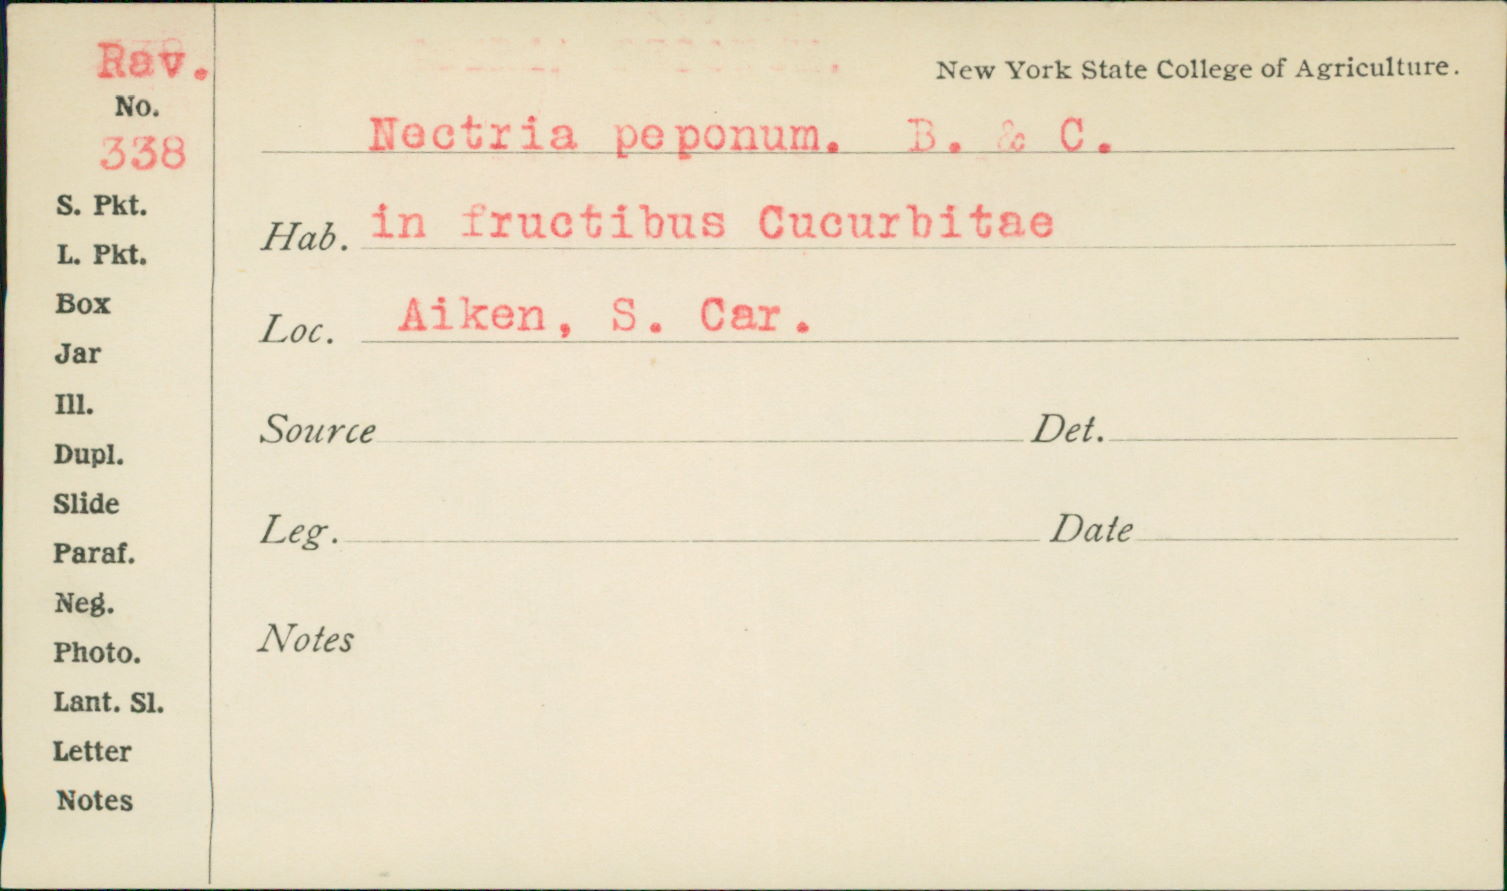 Rav.
No.
338
S. Pkt.
L. Pkt.
Box
Jar
Ill.
Dupl.
Slide
Paraf.
Neg.
Photo.
Lant. Sl.
Letter
Notes
New York State College of Agriculture.
Nectria peponum. B. & C.
Hab. in fructibus Cucurbitae
Loc. Aiken, S. Car.
Source Det.
Leg. Date
Notes